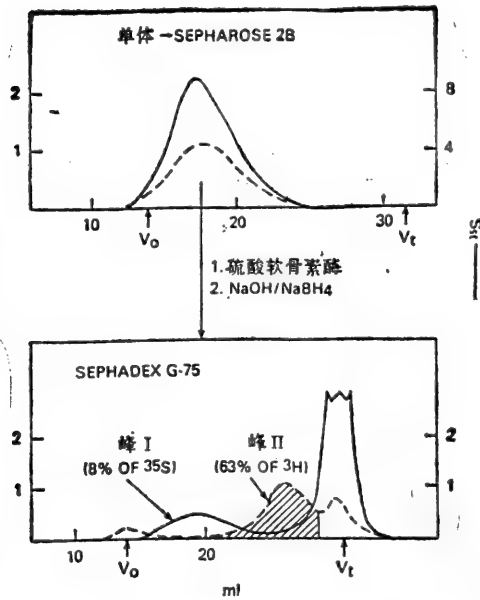 单体→SEPHAROSE 2B
2
1
8
4
10
20
30
Vo
Vt
1.硫酸软骨素酶
2. NaOH/NaBH4
SEPHADEX G-75
峰 I
(8% OF 35S)
峰 II
(63% OF 3H)
2
1
2
1
10
20
Vo
Vt
ml